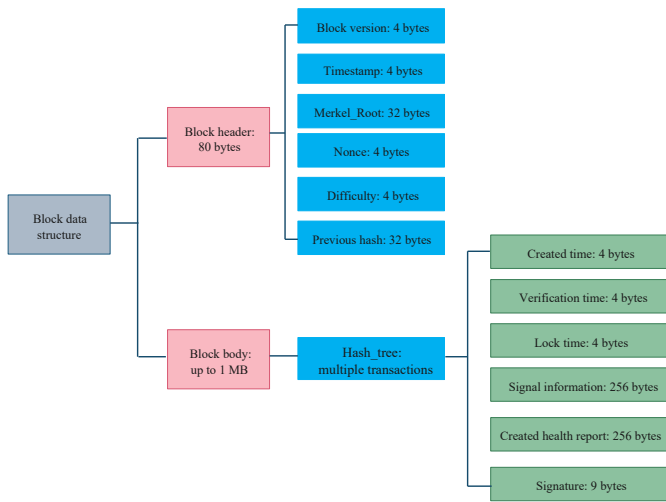 Block data
structure
Block header:
80 bytes
Block version: 4 bytes
Timestamp: 4 bytes
Merkel_Root: 32 bytes
Nonce: 4 bytes
Difficulty: 4 bytes
Previous hash: 32 bytes
Block body:
up to 1 MB
Hash_tree:
multiple transactions
Created time: 4 bytes
Verification time: 4 bytes
Lock time: 4 bytes
Signal information: 256 bytes
Created health report: 256 bytes
Signature: 9 bytes